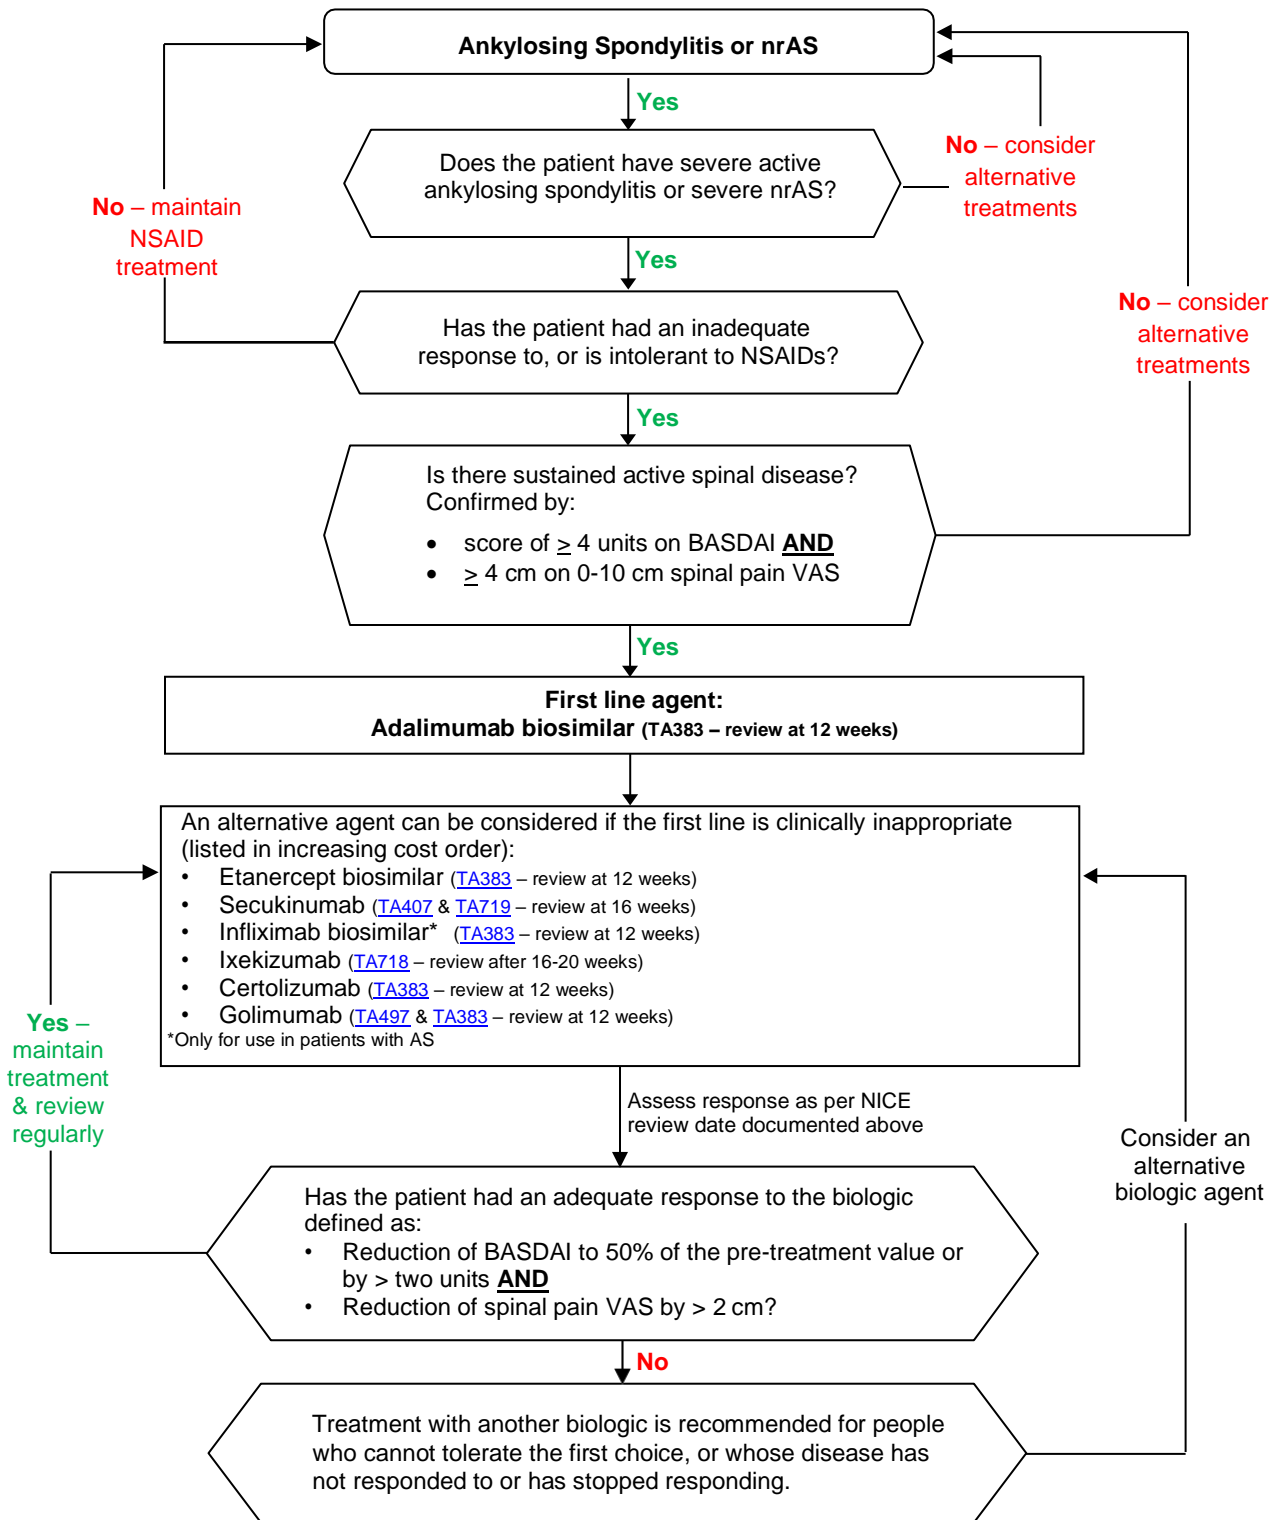 Ankylosing Spondylitis or nrAS
Yes
Does the patient have severe active
ankylosing spondylitis or severe nrAS?
No – consider
alternative
treatments
No – maintain
NSAID
treatment
Yes
Has the patient had an inadequate
response to, or is intolerant to NSAIDs?
No – consider
alternative
treatments
Yes
Is there sustained active spinal disease?
Confirmed by:
• score of ≥ 4 units on BASDAI AND
• ≥ 4 cm on 0-10 cm spinal pain VAS
Yes
First line agent:
Adalimumab biosimilar (TA383 – review at 12 weeks)
An alternative agent can be considered if the first line is clinically inappropriate
(listed in increasing cost order):
• Etanercept biosimilar (TA383 – review at 12 weeks)
• Secukinumab (TA407 & TA719 – review at 16 weeks)
• Infliximab biosimilar* (TA383 – review at 12 weeks)
• Ixekizumab (TA718 – review after 16-20 weeks)
• Certolizumab (TA383 – review at 12 weeks)
• Golimumab (TA497 & TA383 – review at 12 weeks)
*Only for use in patients with AS
Yes –
maintain
treatment
& review
regularly
Assess response as per NICE
review date documented above
Consider an
alternative
biologic agent
Has the patient had an adequate response to the biologic
defined as:
• Reduction of BASDAI to 50% of the pre-treatment value or
by > two units AND
• Reduction of spinal pain VAS by > 2 cm?
No
Treatment with another biologic is recommended for people
who cannot tolerate the first choice, or whose disease has
not responded to or has stopped responding.